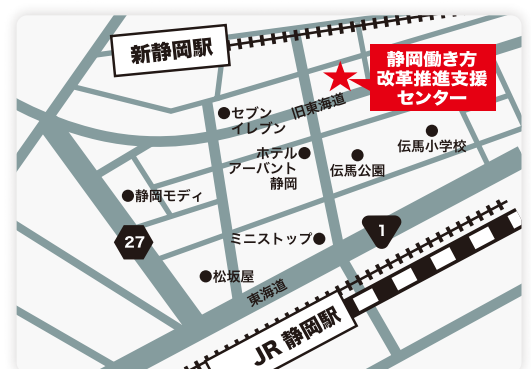 新静岡駅
静岡働き方
改革推進支援
センター
セブン
イレブン
旧東海道
伝馬小学校
ホテル
アーバント
静岡
伝馬公園
静岡モディ
27
ミニストップ
1
松坂屋
東海道
JR 静岡駅